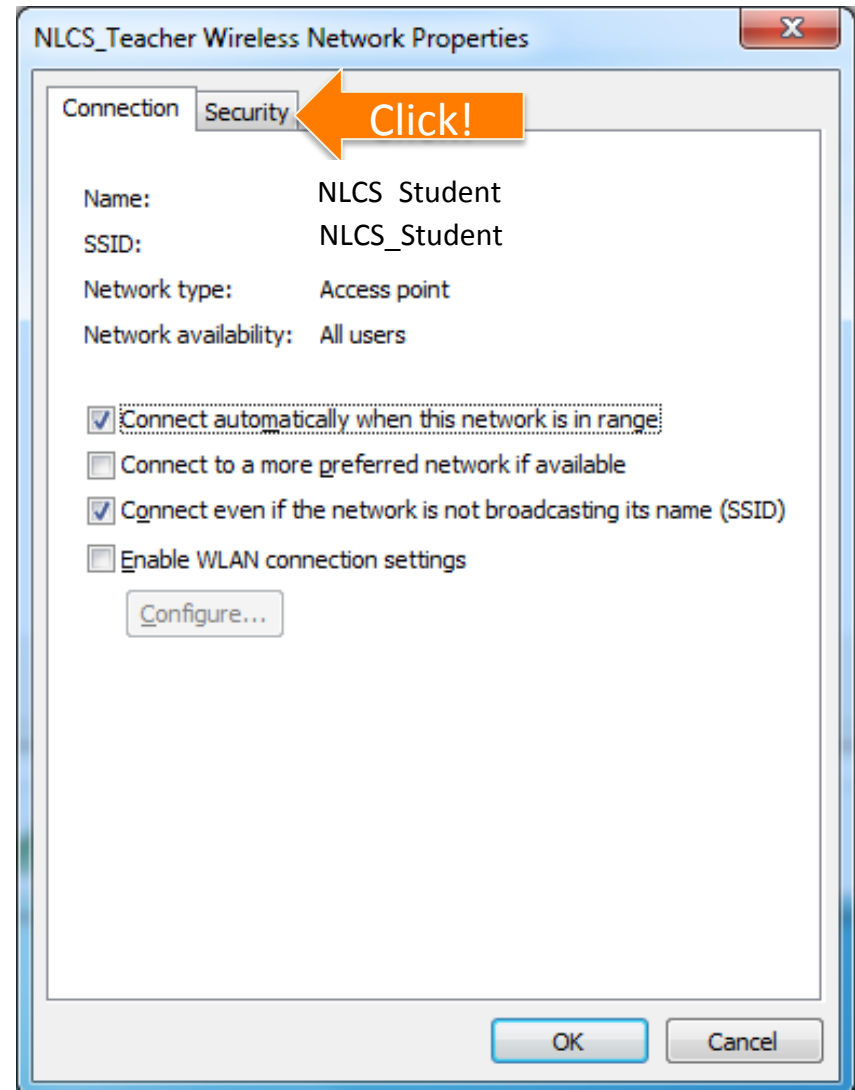 NLCS_Teacher Wireless Network Properties
Connection Security Click!
Name: NLCS Student
SSID: NLCS_Student
Network type: Access point
Network availability: All users
Connect automatically when this network is in range
Connect to a more preferred network if available
Connect even if the network is not broadcasting its name (SSID)
Enable WLAN connection settings
Configure...
OK Cancel